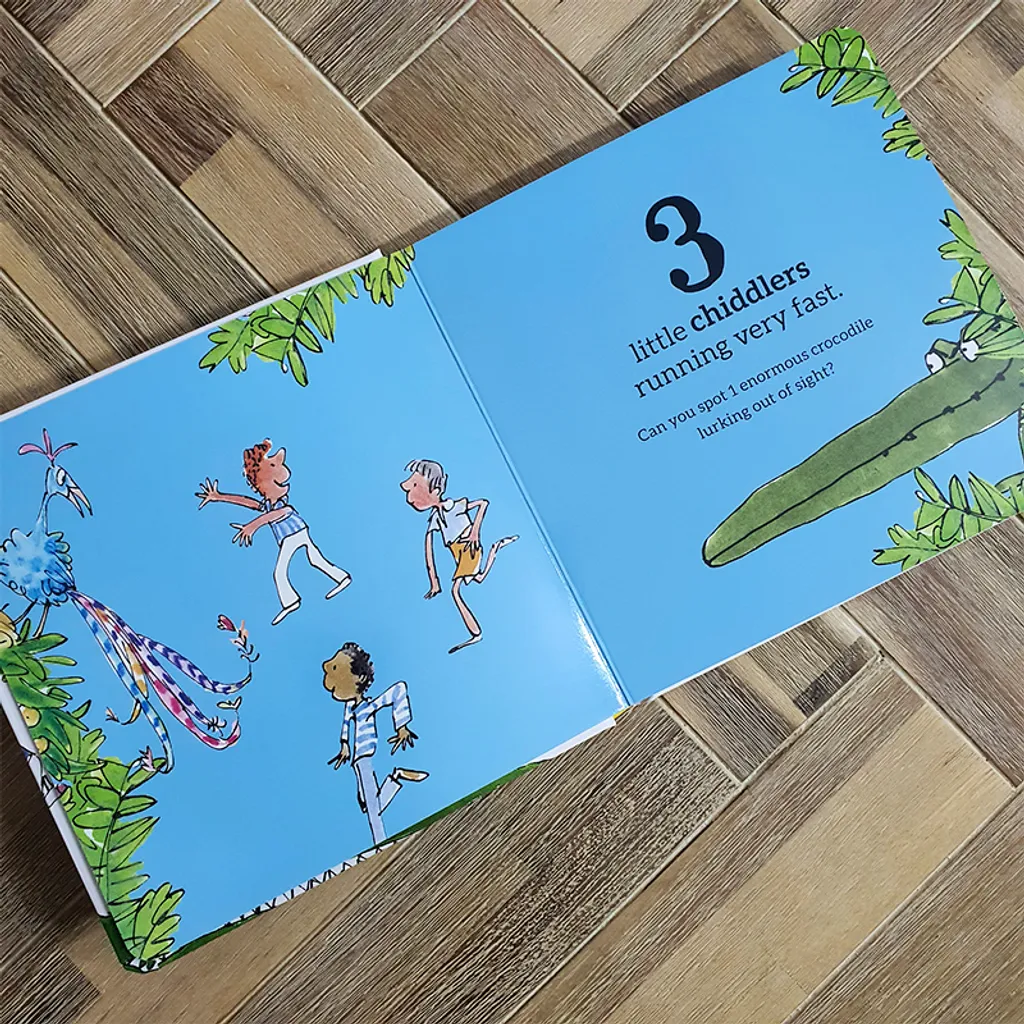 3
little chiddlers
running very fast.
Can you spot 1 enormous crocodile
lurking out of sight?